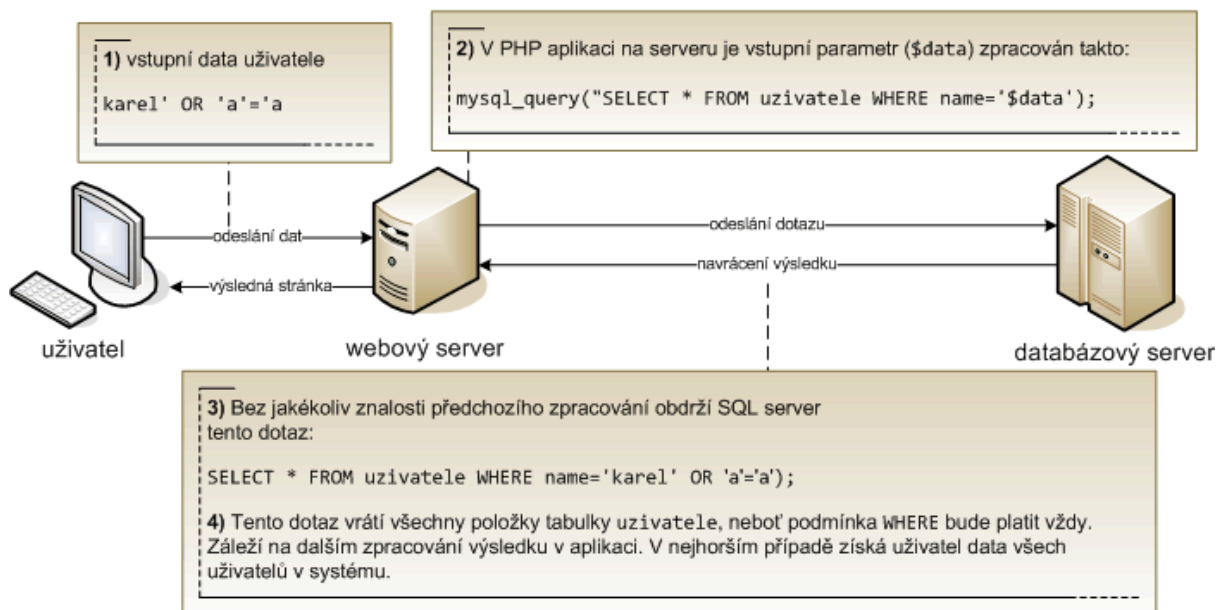 1) vstupní data uživatele
karel' OR 'a'='a
2) V PHP aplikaci na serveru je vstupní parametr ($data) zpracován takto:
mysql_query("SELECT * FROM uzivatele WHERE name='$data');
odeslání dat
výsledná stránka
odeslání dotazu
navrácení výsledku
uživatel
webový server
databázový server
3) Bez jakékoliv znalosti předchozího zpracování obdrží SQL server
tento dotaz:
SELECT * FROM uzivatele WHERE name='karel' OR 'a'='a');
4) Tento dotaz vrátí všechny položky tabulky uzivatele, neboť podmínka WHERE bude platit vždy.
Záleží na dalším zpracování výsledku v aplikaci. V nejhorším případě získá uživatel data všech
uživatelů v systému.